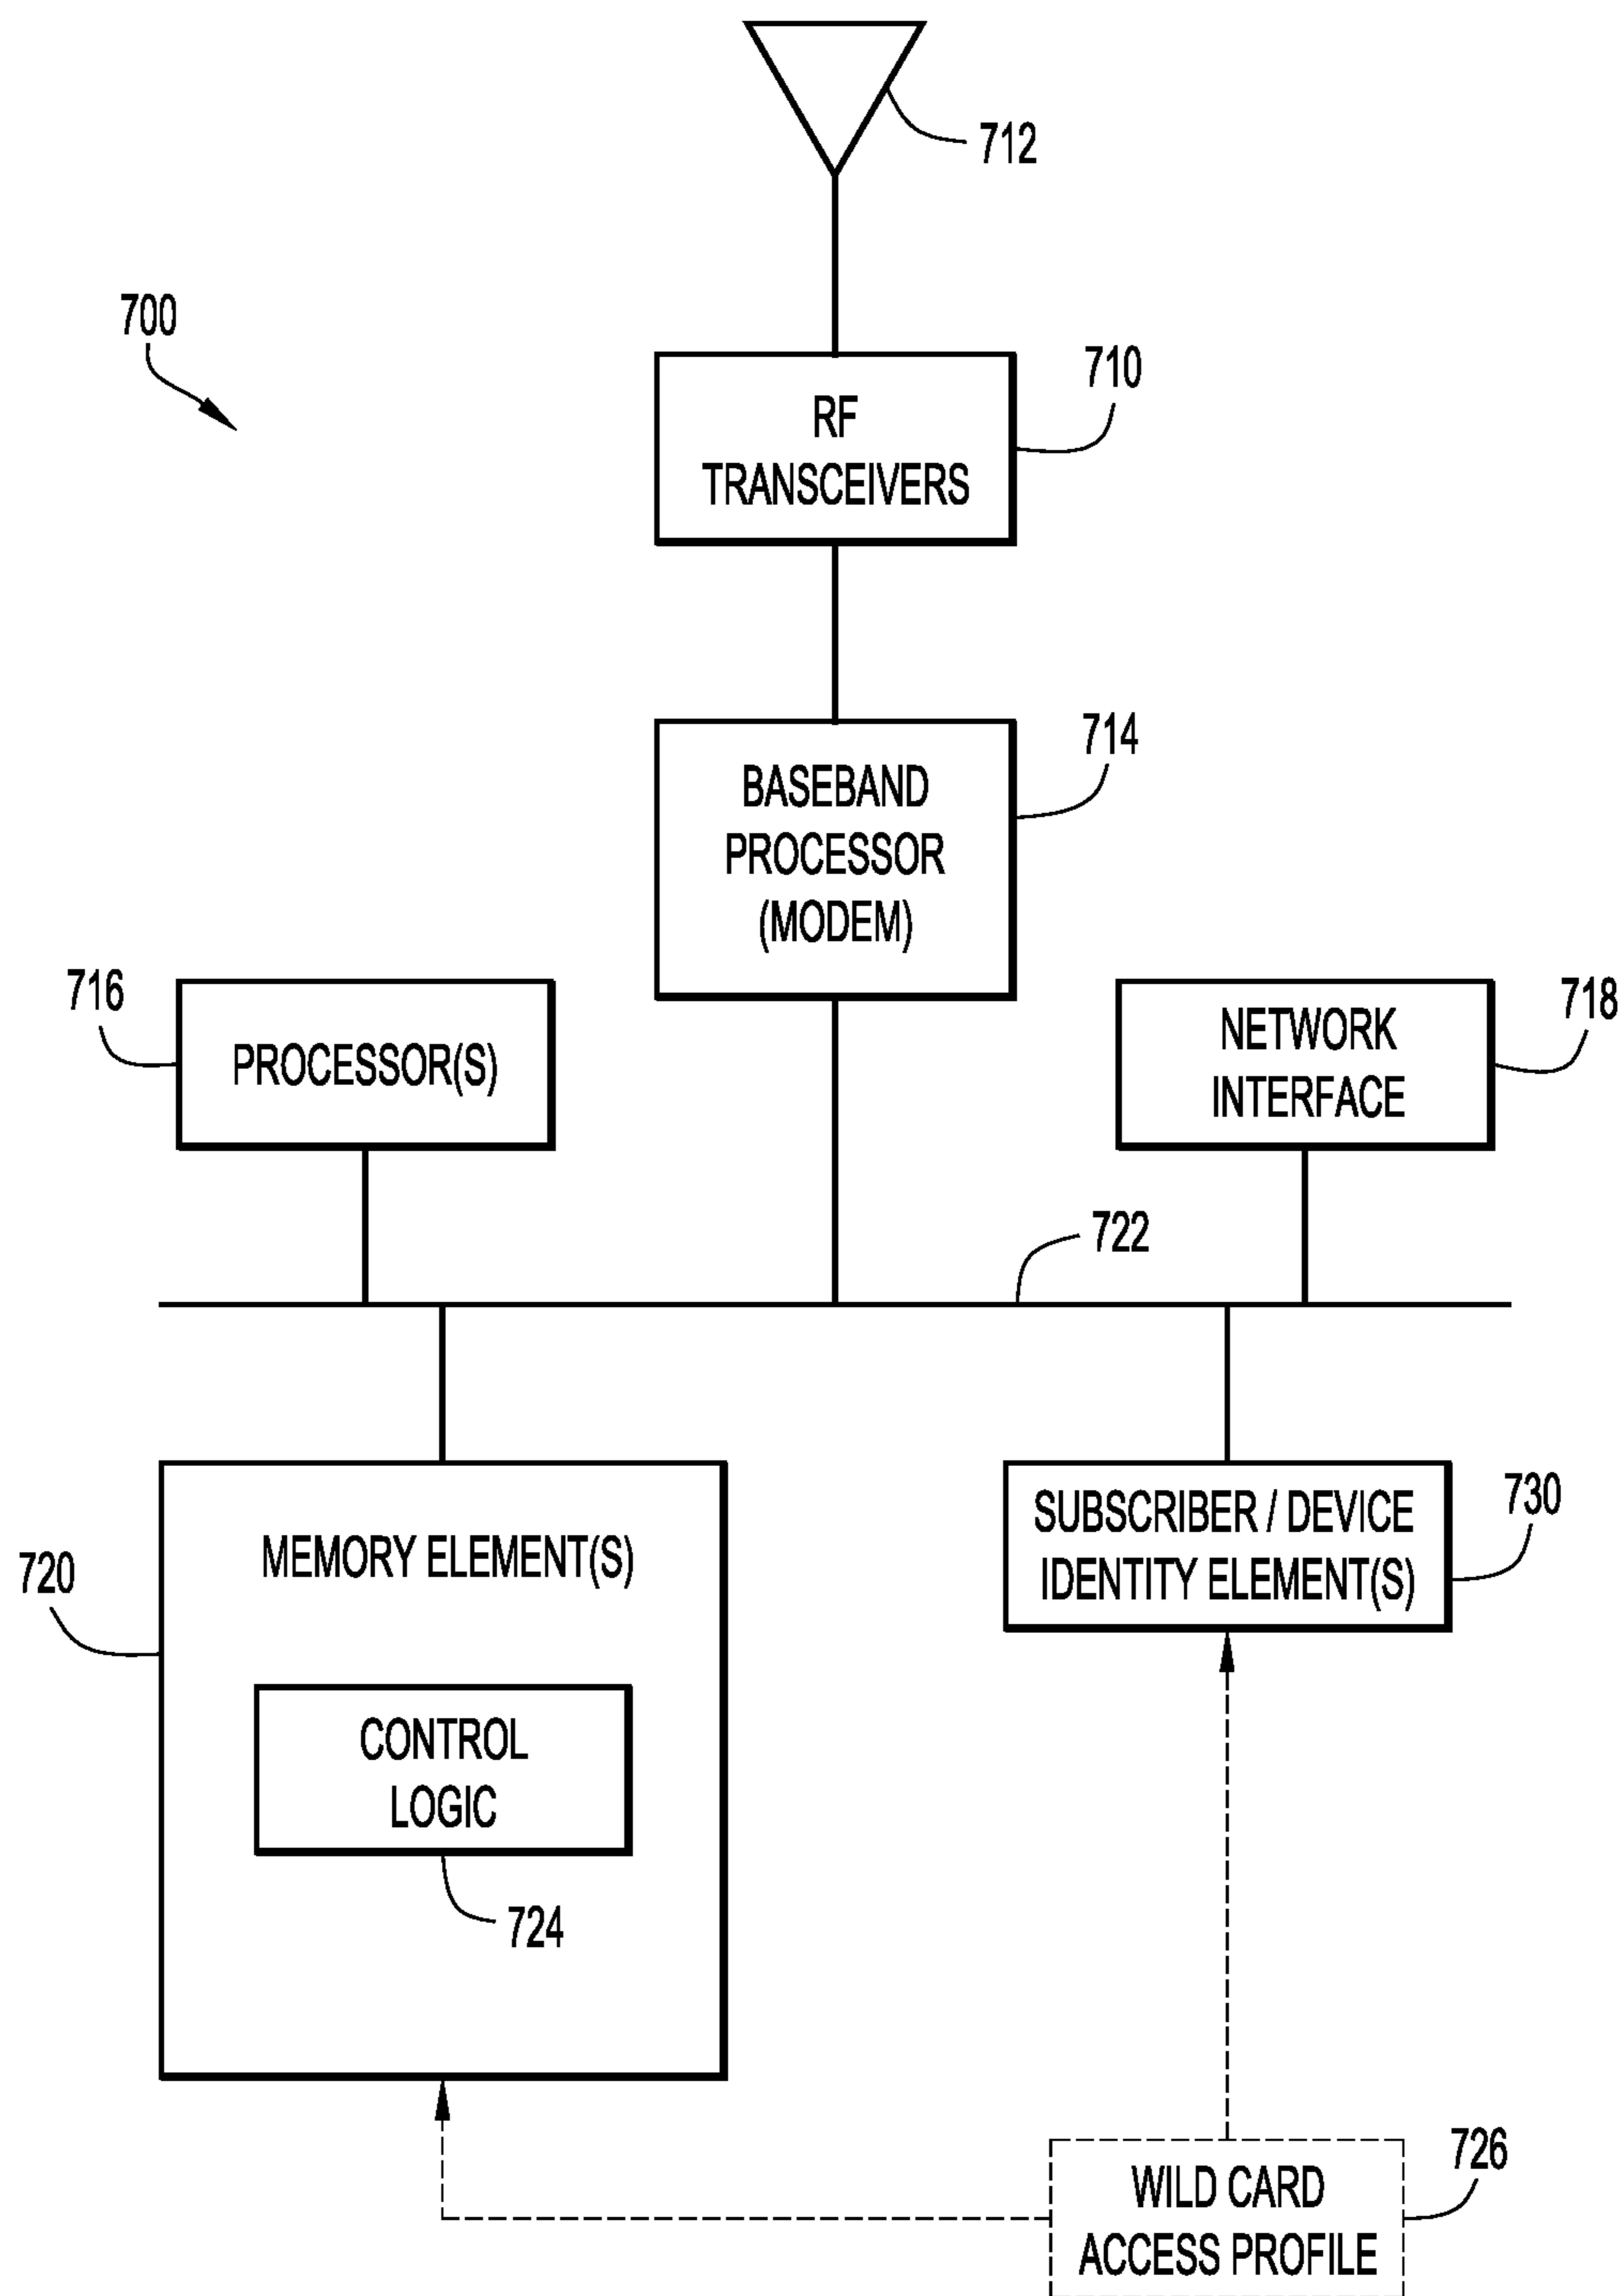 712
700
710
RF
TRANSCEIVERS
714
BASEBAND
PROCESSOR
(MODEM)
716
PROCESSOR(S)
718
NETWORK
INTERFACE
722
720
MEMORY ELEMENT(S)
730
SUBSCRIBER / DEVICE
IDENTITY ELEMENT(S)
CONTROL
LOGIC
724
726
WILD CARD
ACCESS PROFILE